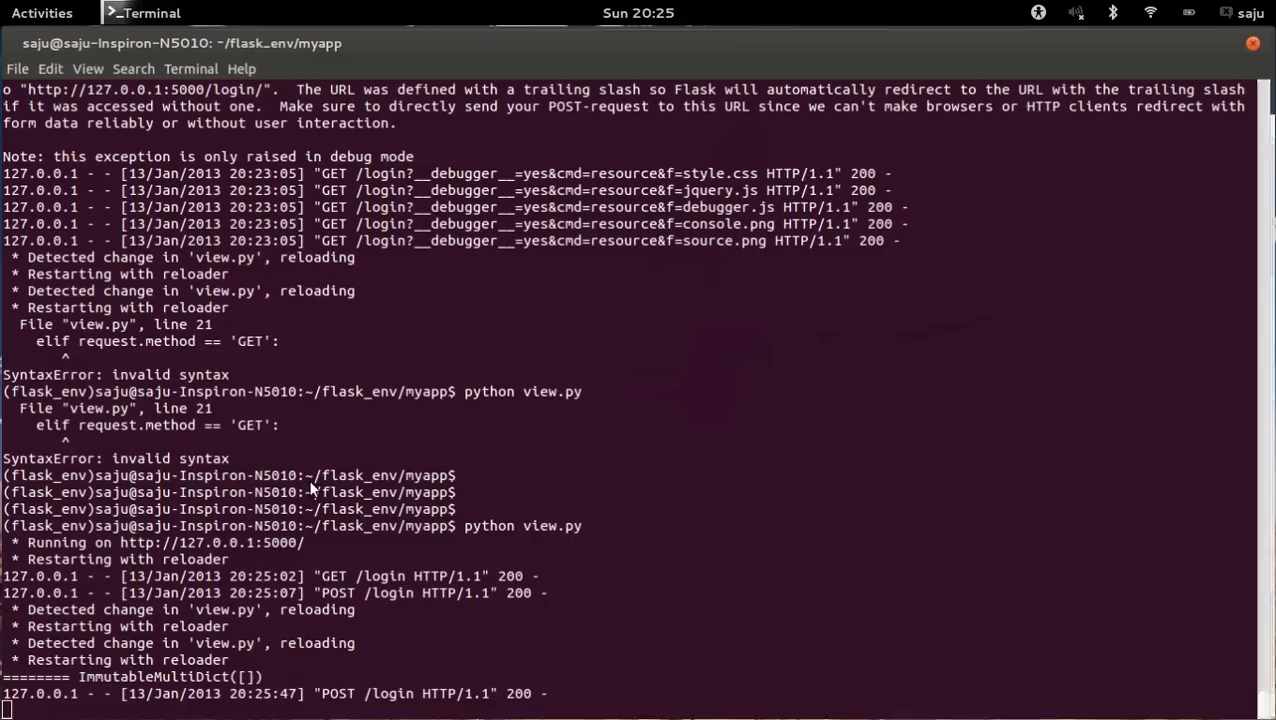 Activities
>_Terminal
Sun 20:25
saju
saju@saju-Inspiron-N5010: ~/flask_env/myapp
File Edit View Search Terminal Help
o "http://127.0.0.1:5000/login/".  The URL was defined with a trailing slash so Flask will automatically redirect to the URL with the trailing slash
if it was accessed without one.  Make sure to directly send your POST-request to this URL since we can't make browsers or HTTP clients redirect with
form data reliably or without user interaction.
Note: this exception is only raised in debug mode
127.0.0.1 - - [13/Jan/2013 20:23:05] "GET /login?__debugger__=yes&cmd=resource&f=style.css HTTP/1.1" 200 -
127.0.0.1 - - [13/Jan/2013 20:23:05] "GET /login?__debugger__=yes&cmd=resource&f=jquery.js HTTP/1.1" 200 -
127.0.0.1 - - [13/Jan/2013 20:23:05] "GET /login?__debugger__=yes&cmd=resource&f=debugger.js HTTP/1.1" 200 -
127.0.0.1 - - [13/Jan/2013 20:23:05] "GET /login?__debugger__=yes&cmd=resource&f=console.png HTTP/1.1" 200 -
127.0.0.1 - - [13/Jan/2013 20:23:05] "GET /login?__debugger__=yes&cmd=resource&f=source.png HTTP/1.1" 200 -
 * Detected change in 'view.py', reloading
 * Restarting with reloader
 * Detected change in 'view.py', reloading
 * Restarting with reloader
  File "view.py", line 21
    elif request.method == 'GET':
       ^
SyntaxError: invalid syntax
(flask_env)saju@saju-Inspiron-N5010:~/flask_env/myapp$ python view.py
  File "view.py", line 21
    elif request.method == 'GET':
       ^
SyntaxError: invalid syntax
(flask_env)saju@saju-Inspiron-N5010:~/flask_env/myapp$
(flask_env)saju@saju-Inspiron-N5010:~/flask_env/myapp$
(flask_env)saju@saju-Inspiron-N5010:~/flask_env/myapp$
(flask_env)saju@saju-Inspiron-N5010:~/flask_env/myapp$ python view.py
 * Running on http://127.0.0.1:5000/
 * Restarting with reloader
127.0.0.1 - - [13/Jan/2013 20:25:02] "GET /login HTTP/1.1" 200 -
127.0.0.1 - - [13/Jan/2013 20:25:07] "POST /login HTTP/1.1" 200 -
 * Detected change in 'view.py', reloading
 * Restarting with reloader
 * Detected change in 'view.py', reloading
 * Restarting with reloader
======== ImmutableMultiDict([])
127.0.0.1 - - [13/Jan/2013 20:25:47] "POST /login HTTP/1.1" 200 -